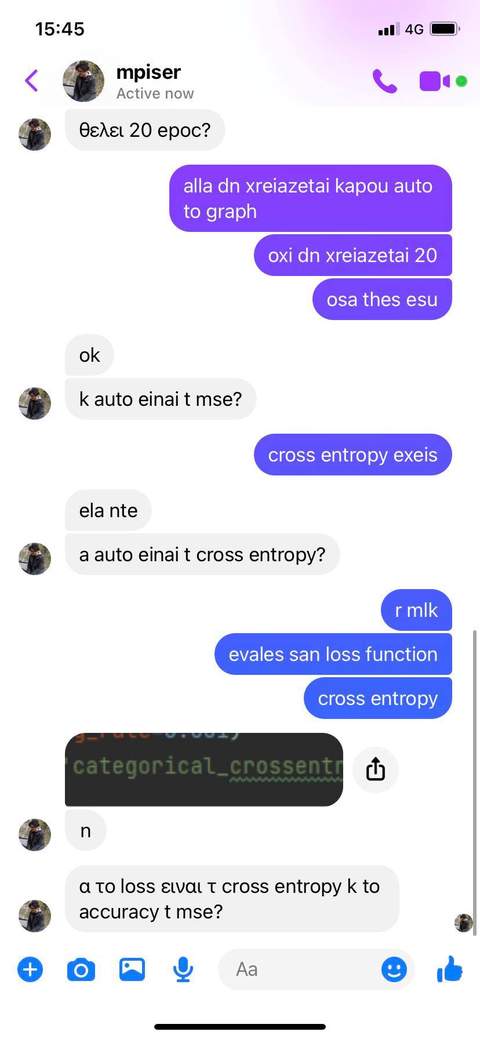 15:45
4G
mpiser
Active now
θελει 20 epoc?
alla dn xreiazetai kapou auto
to graph
oxi dn xreiazetai 20
osa thes esu
ok
k auto einai t mse?
cross entropy exeis
ela nte
a auto einai t cross entropy?
r mlk
evales san loss function
cross entropy
'categorical_crossentr
n
α το loss ειναι τ cross entropy k to
accuracy t mse?
Aa